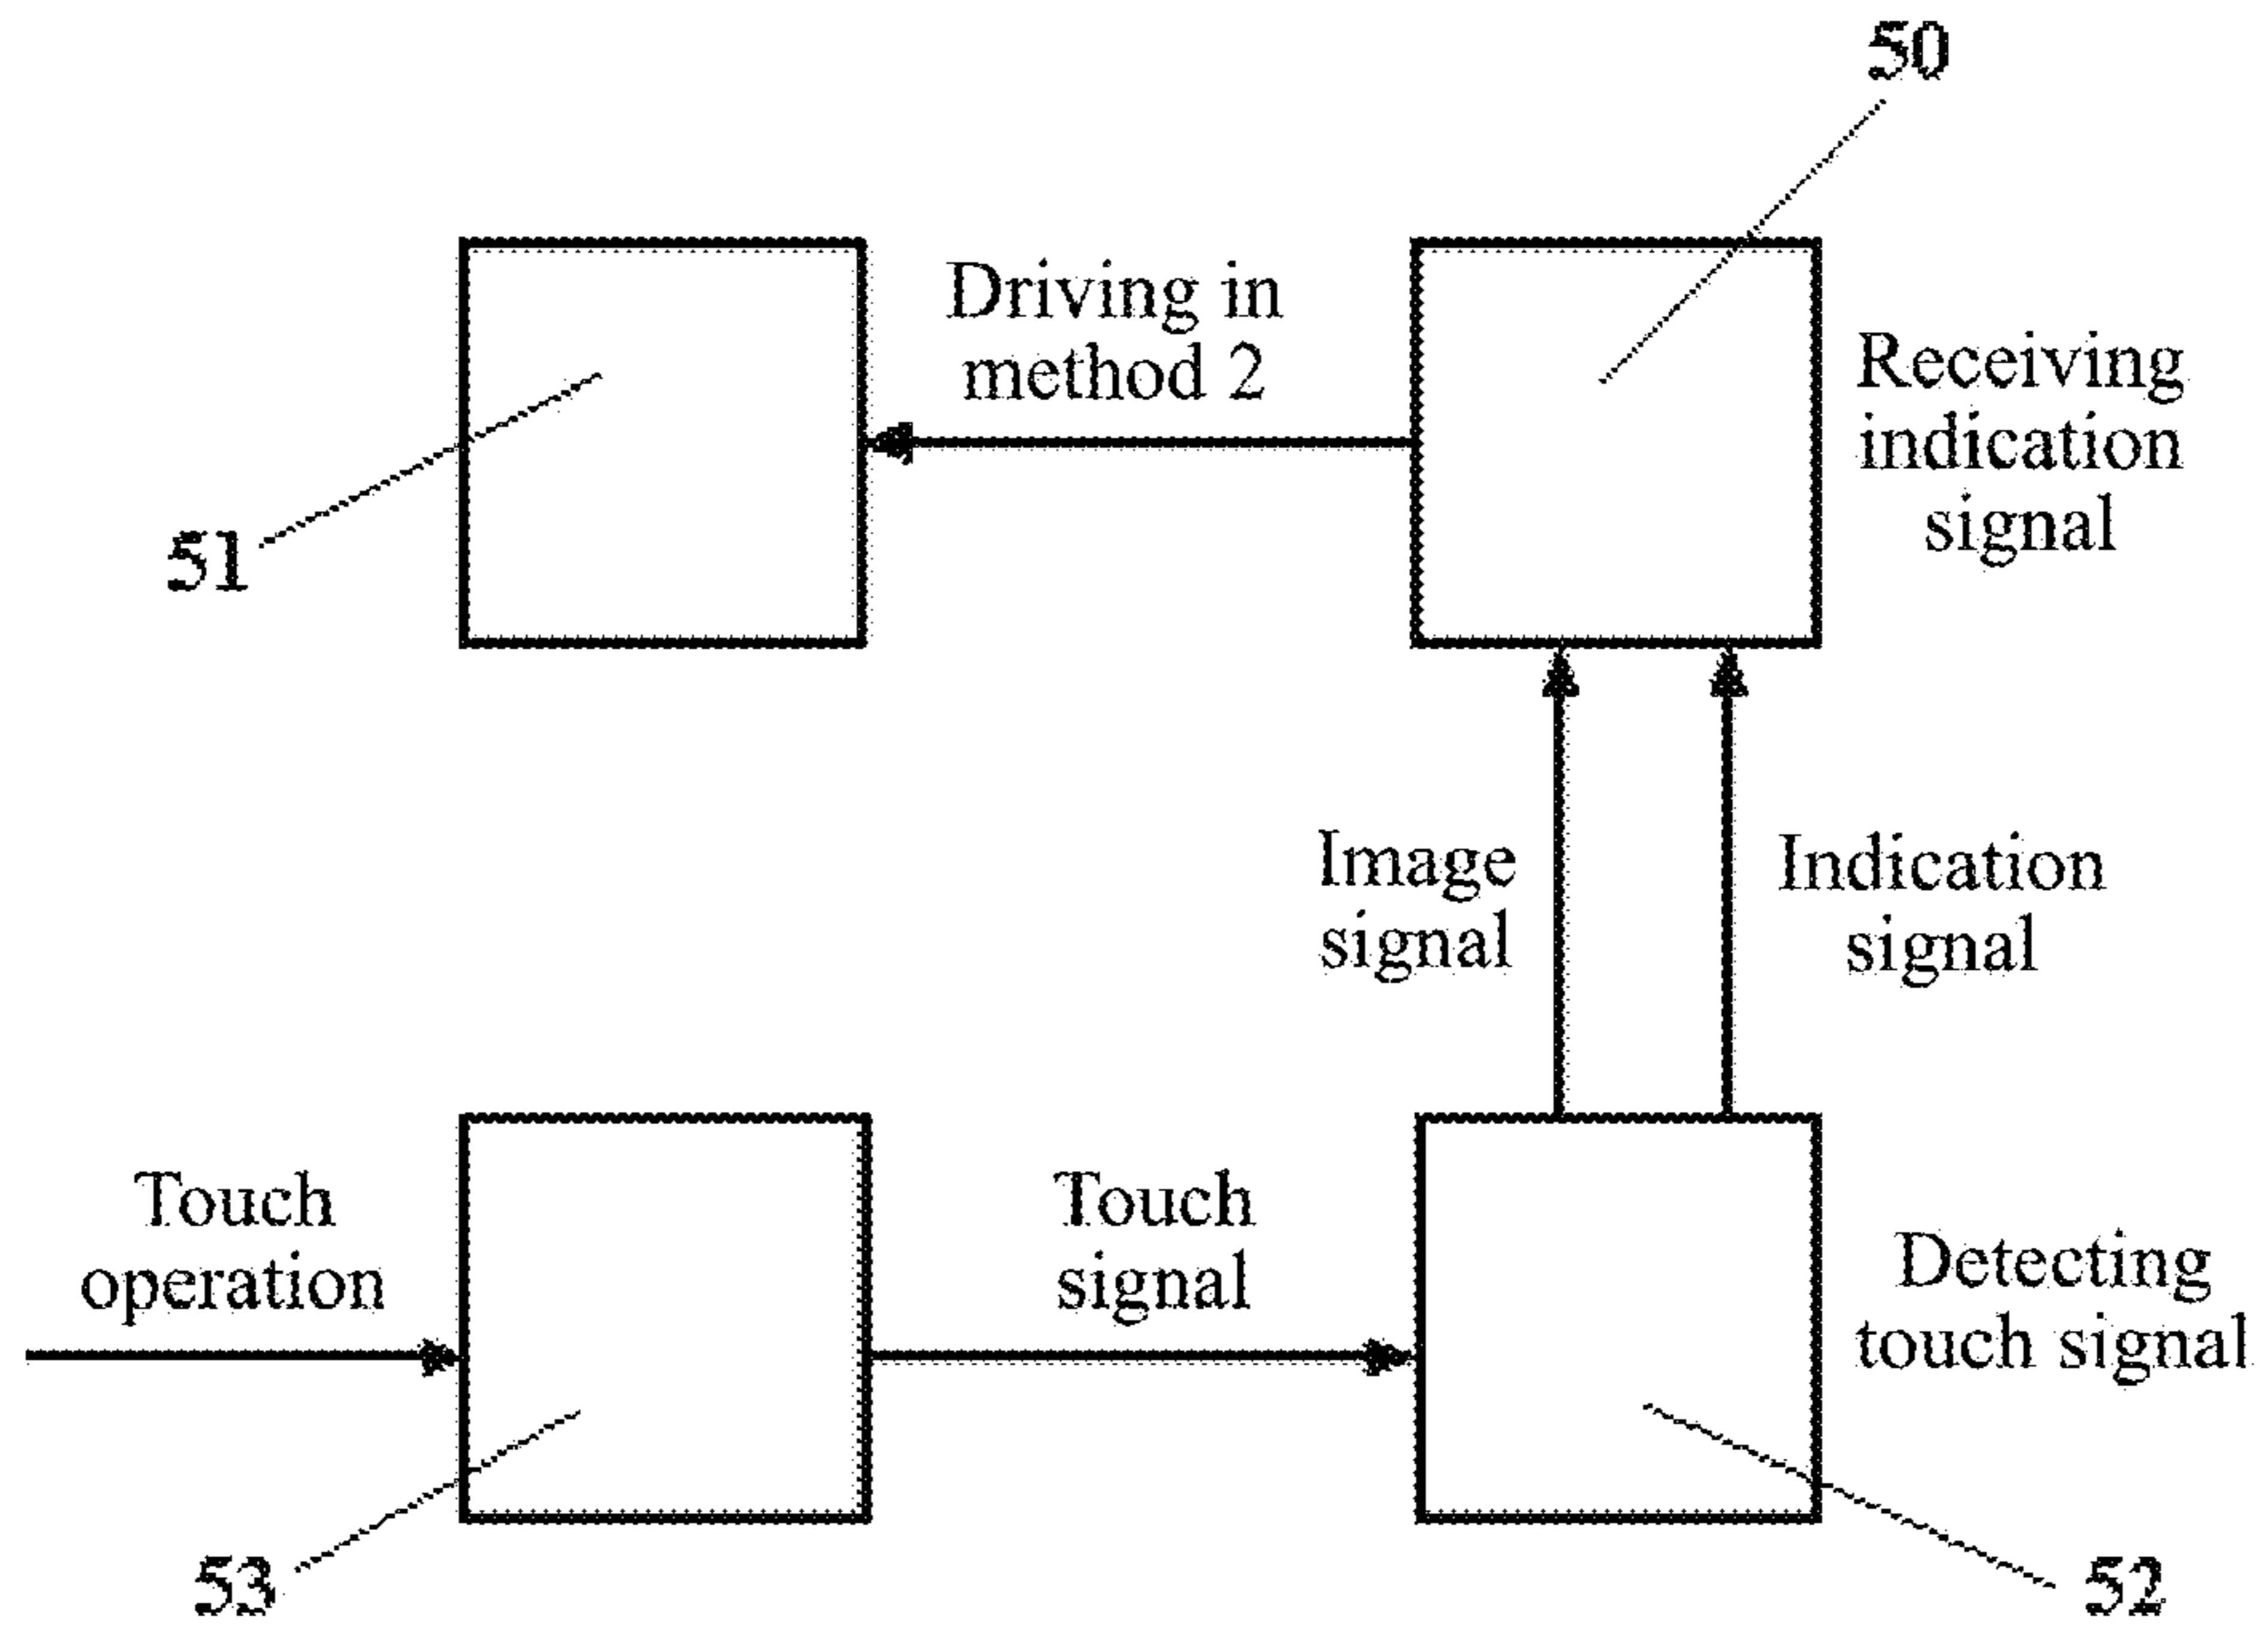 50
Driving in
method 2
Receiving
indication
signal
51
Image
signal
Indication
signal
Touch
operation
Touch
signal
Detecting
touch signal
53
52